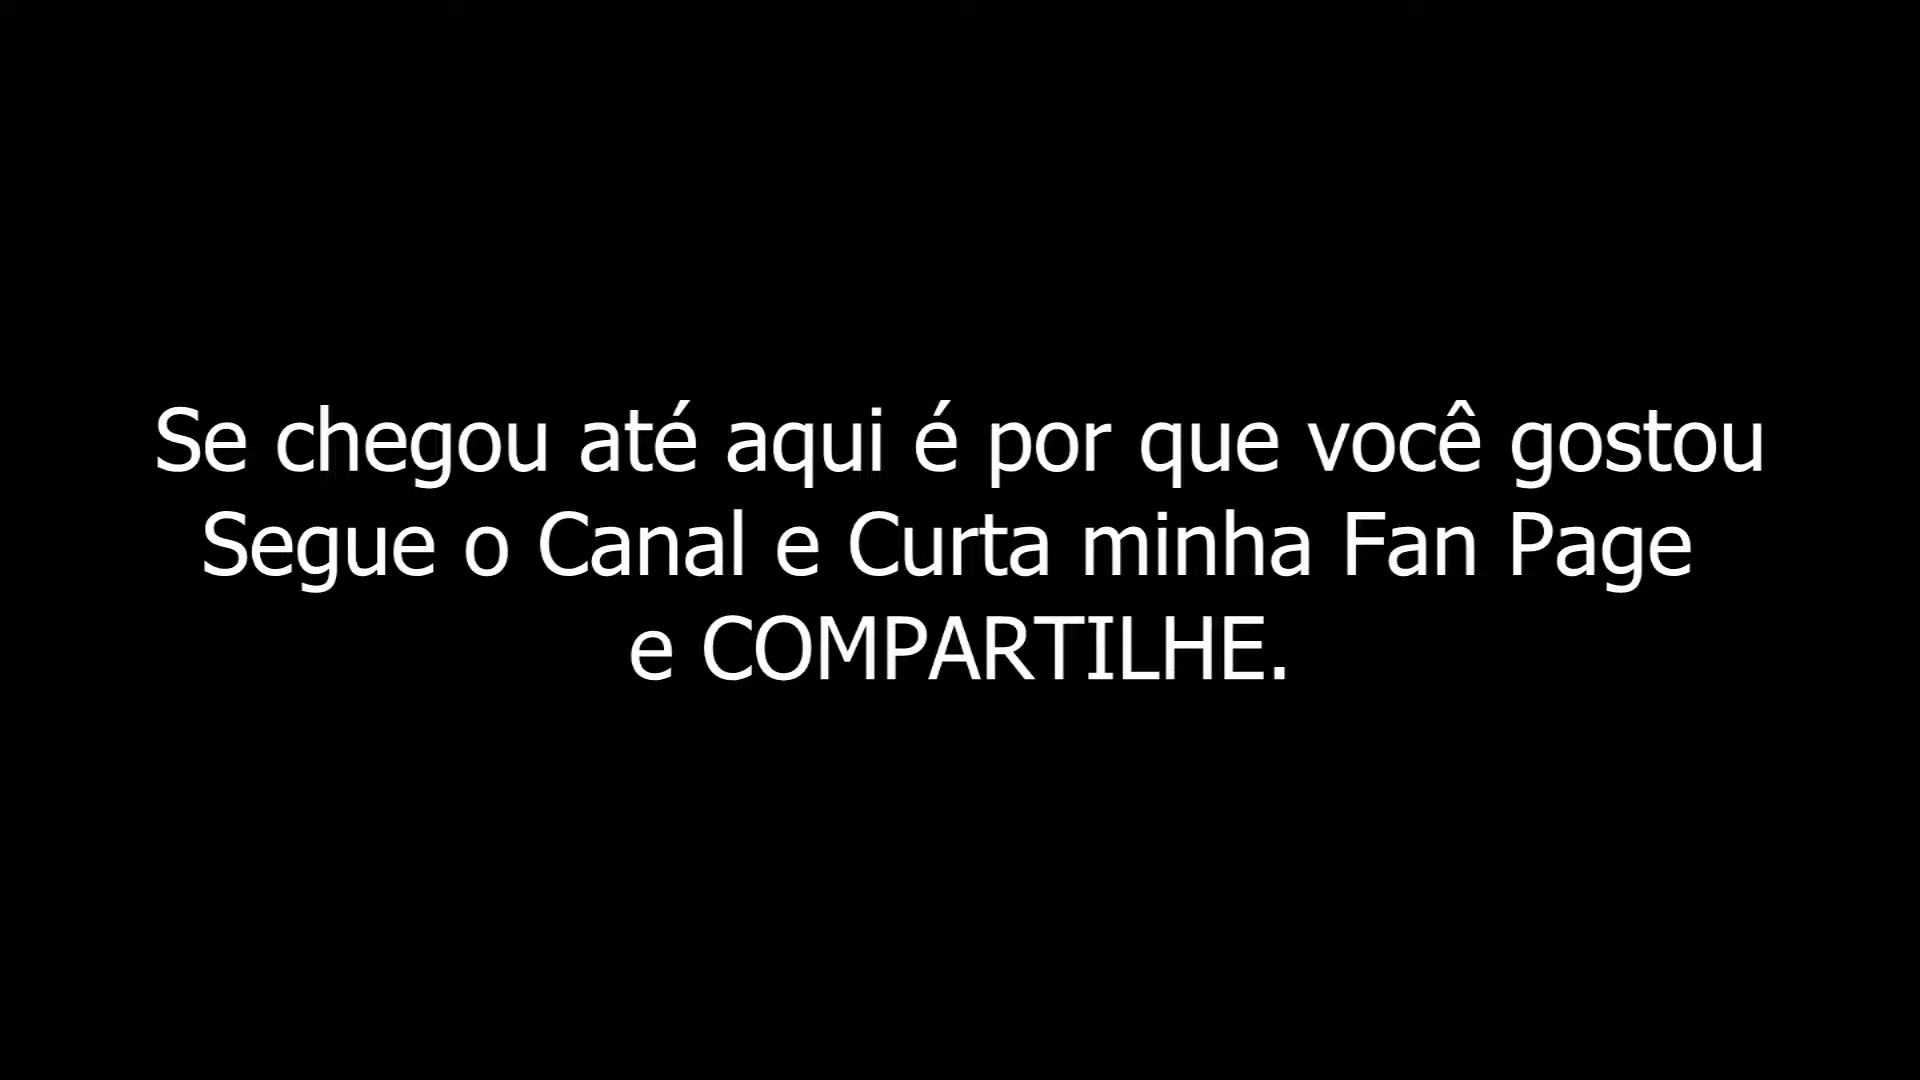 Se chegou até aqui é por que você gostou
Segue o Canal e Curta minha Fan Page
e COMPARTILHE.